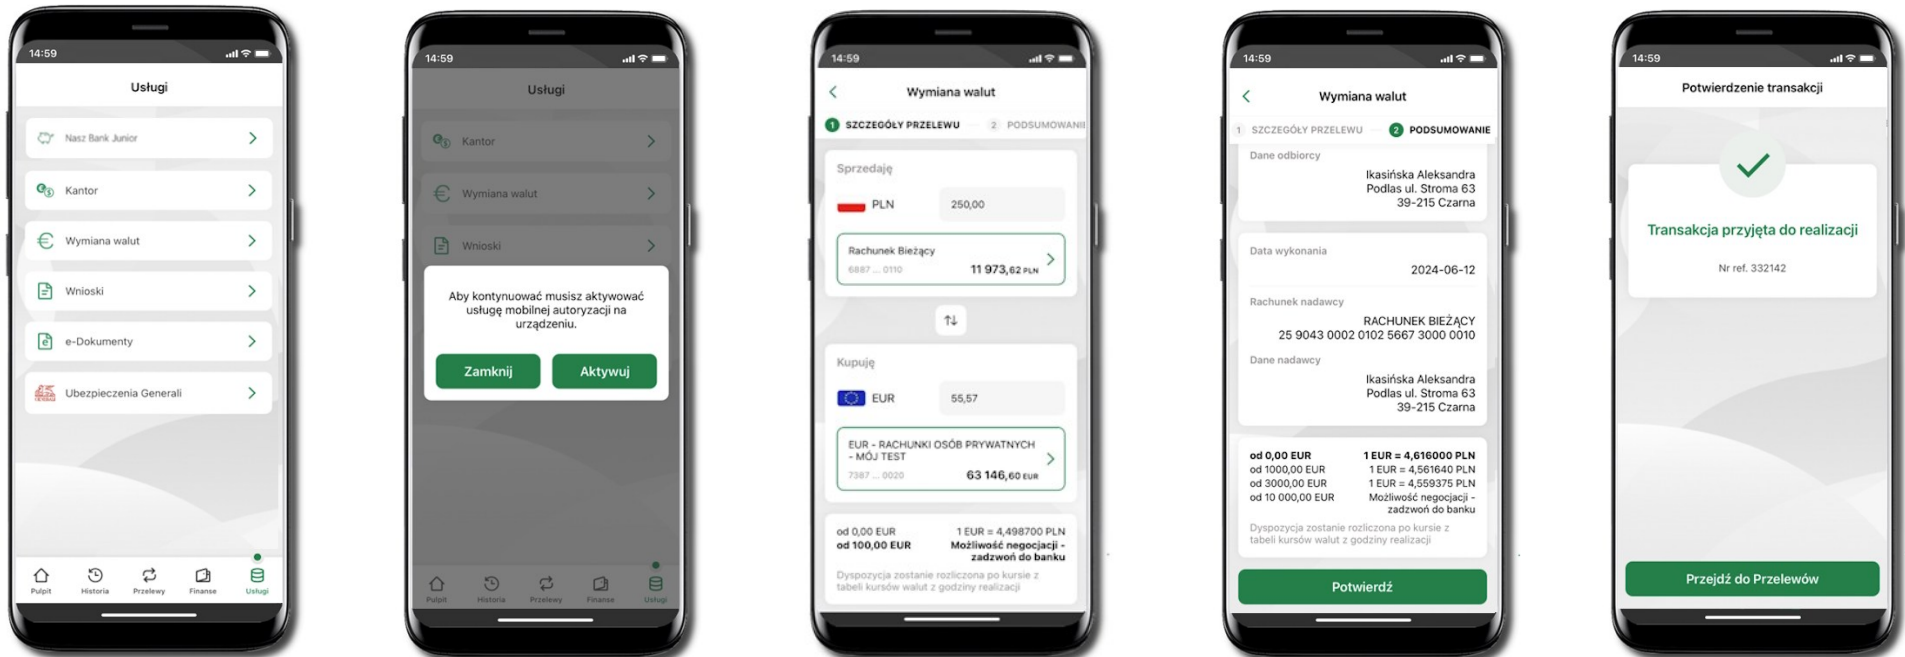 14:59
Usługi
Nasz Bank Junior
Kantor
Wymiana walut
Wnioski
e-Dokumenty
Ubezpieczenia Generali
Pulpit
Historia
Przelewy
Finanse
Usługi
14:59
Usługi
Kantor
Wymiana walut
Wnioski
Aby kontynuować musisz aktywować
usługę mobilnej autoryzacji na
urządzeniu.
Zamknij
Aktywuj
Pulpit
Historia
Przelewy
Finanse
Usługi
14:59
Wymiana walut
1 SZCZEGÓŁY PRZELEWU
2 PODSUMOWANIE
Sprzedaję
PLN 250,00
Rachunek Bieżący
6887 ... 0110 11 973,62 PLN
Kupuję
EUR 55,57
EUR - RACHUNKI OSÓB PRYWATNYCH
- MÓJ TEST
7387 ... 0020 63 146,60 EUR
od 0,00 EUR 1 EUR = 4,498700 PLN
od 100,00 EUR Możliwość negocjacji -
zadzwoń do banku
Dyspozycja zostanie rozliczona po kursie z
tabeli kursów walut z godziny realizacji
14:59
Wymiana walut
1 SZCZEGÓŁY PRZELEWU
2 PODSUMOWANIE
Dane odbiorcy
Ikasińska Aleksandra
Podlas ul. Stroma 63
39-215 Czarna
Data wykonania
2024-06-12
Rachunek nadawcy
RACHUNEK BIEŻĄCY
25 9043 0002 0102 5667 3000 0010
Dane nadawcy
Ikasińska Aleksandra
Podlas ul. Stroma 63
39-215 Czarna
od 0,00 EUR 1 EUR = 4,616000 PLN
od 1000,00 EUR 1 EUR = 4,561640 PLN
od 3000,00 EUR 1 EUR = 4,559375 PLN
od 10 000,00 EUR Możliwość negocjacji -
zadzwoń do banku
Dyspozycja zostanie rozliczona po kursie z
tabeli kursów walut z godziny realizacji
Potwierdź
14:59
Potwierdzenie transakcji
Transakcja przyjęta do realizacji
Nr ref. 332142
Przejdź do Przelewów